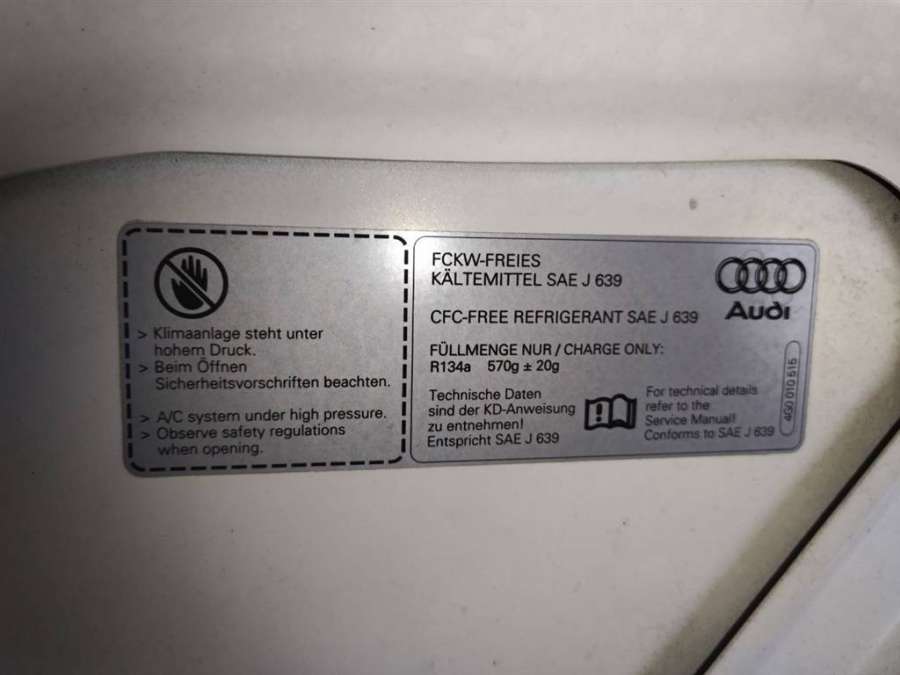 > Klimaanlage steht unter
hohem Druck.
> Beim Öffnen
Sicherheitsvorschriften beachten.
> A/C system under high pressure.
> Observe safety regulations
when opening.
FCKW-FREIES
KÄLTEMITTEL SAE J 639
CFC-FREE REFRIGERANT SAE J 639
FÜLLMENGE NUR / CHARGE ONLY:
R134a 570g ± 20g
Technische Daten
sind der KD-Anweisung
zu entnehmen!
Entspricht SAE J 639
For technical details
refer to the
Service Manual!
Conforms to SAE J 639
Audi
4G0 010 515